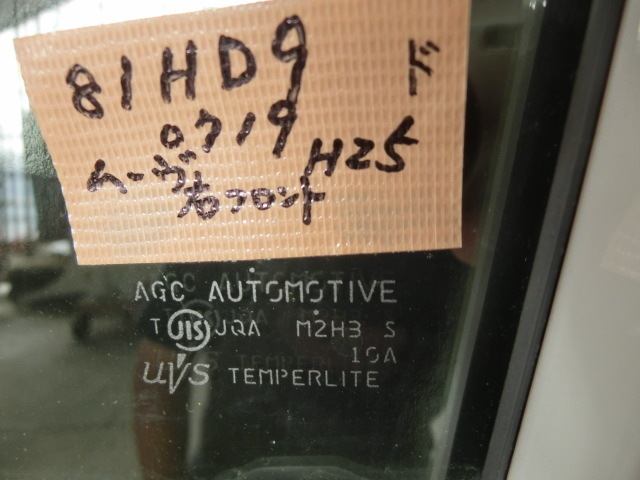 81HD9 ド
0719 H25
ムーヴ
右フロント
AGC AUTOMOTIVE
T JIS JQA M2H3 S
10A
UVS TEMPERLITE